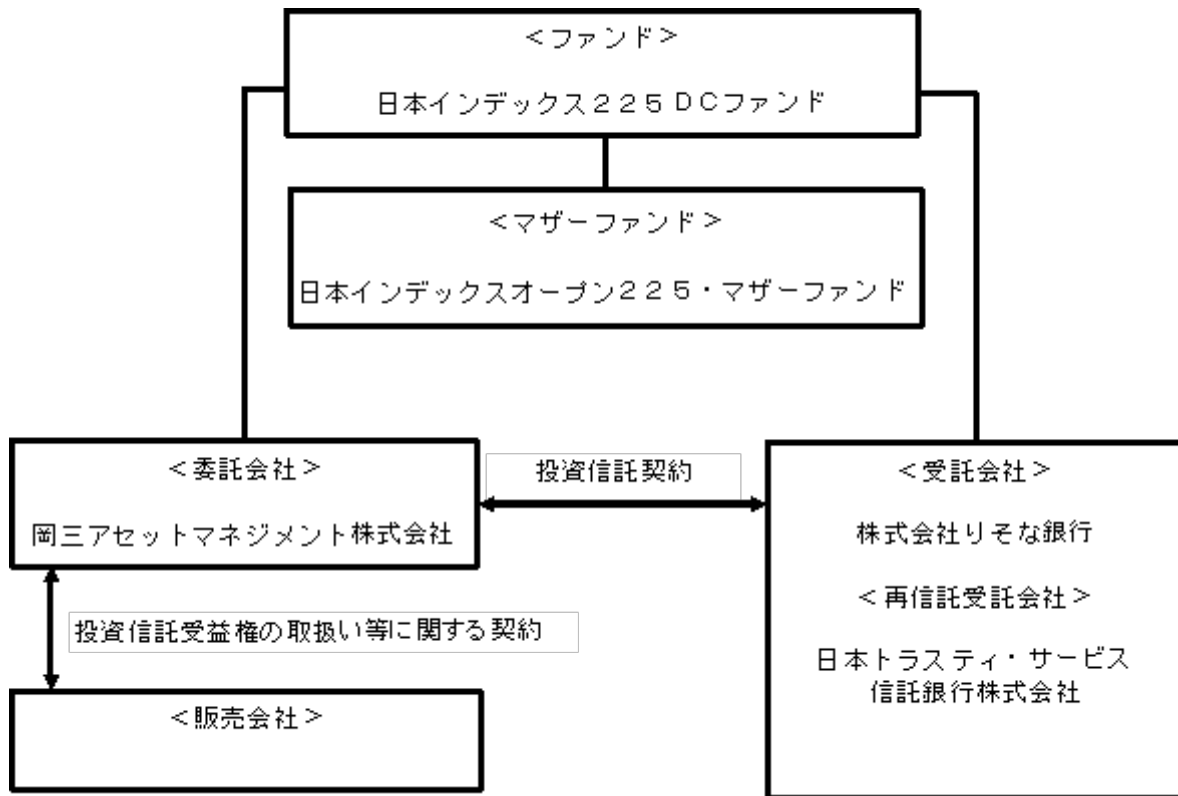 ＜ファンド＞
日本インデックス２２５ＤＣファンド
＜マザーファンド＞
日本インデックスオープン２２５・マザーファンド
＜委託会社＞
岡三アセットマネジメント株式会社
投資信託契約
＜受託会社＞
株式会社りそな銀行
＜再信託受託会社＞
日本トラスティ・サービス
信託銀行株式会社
投資信託受益権の取扱い等に関する契約
＜販売会社＞